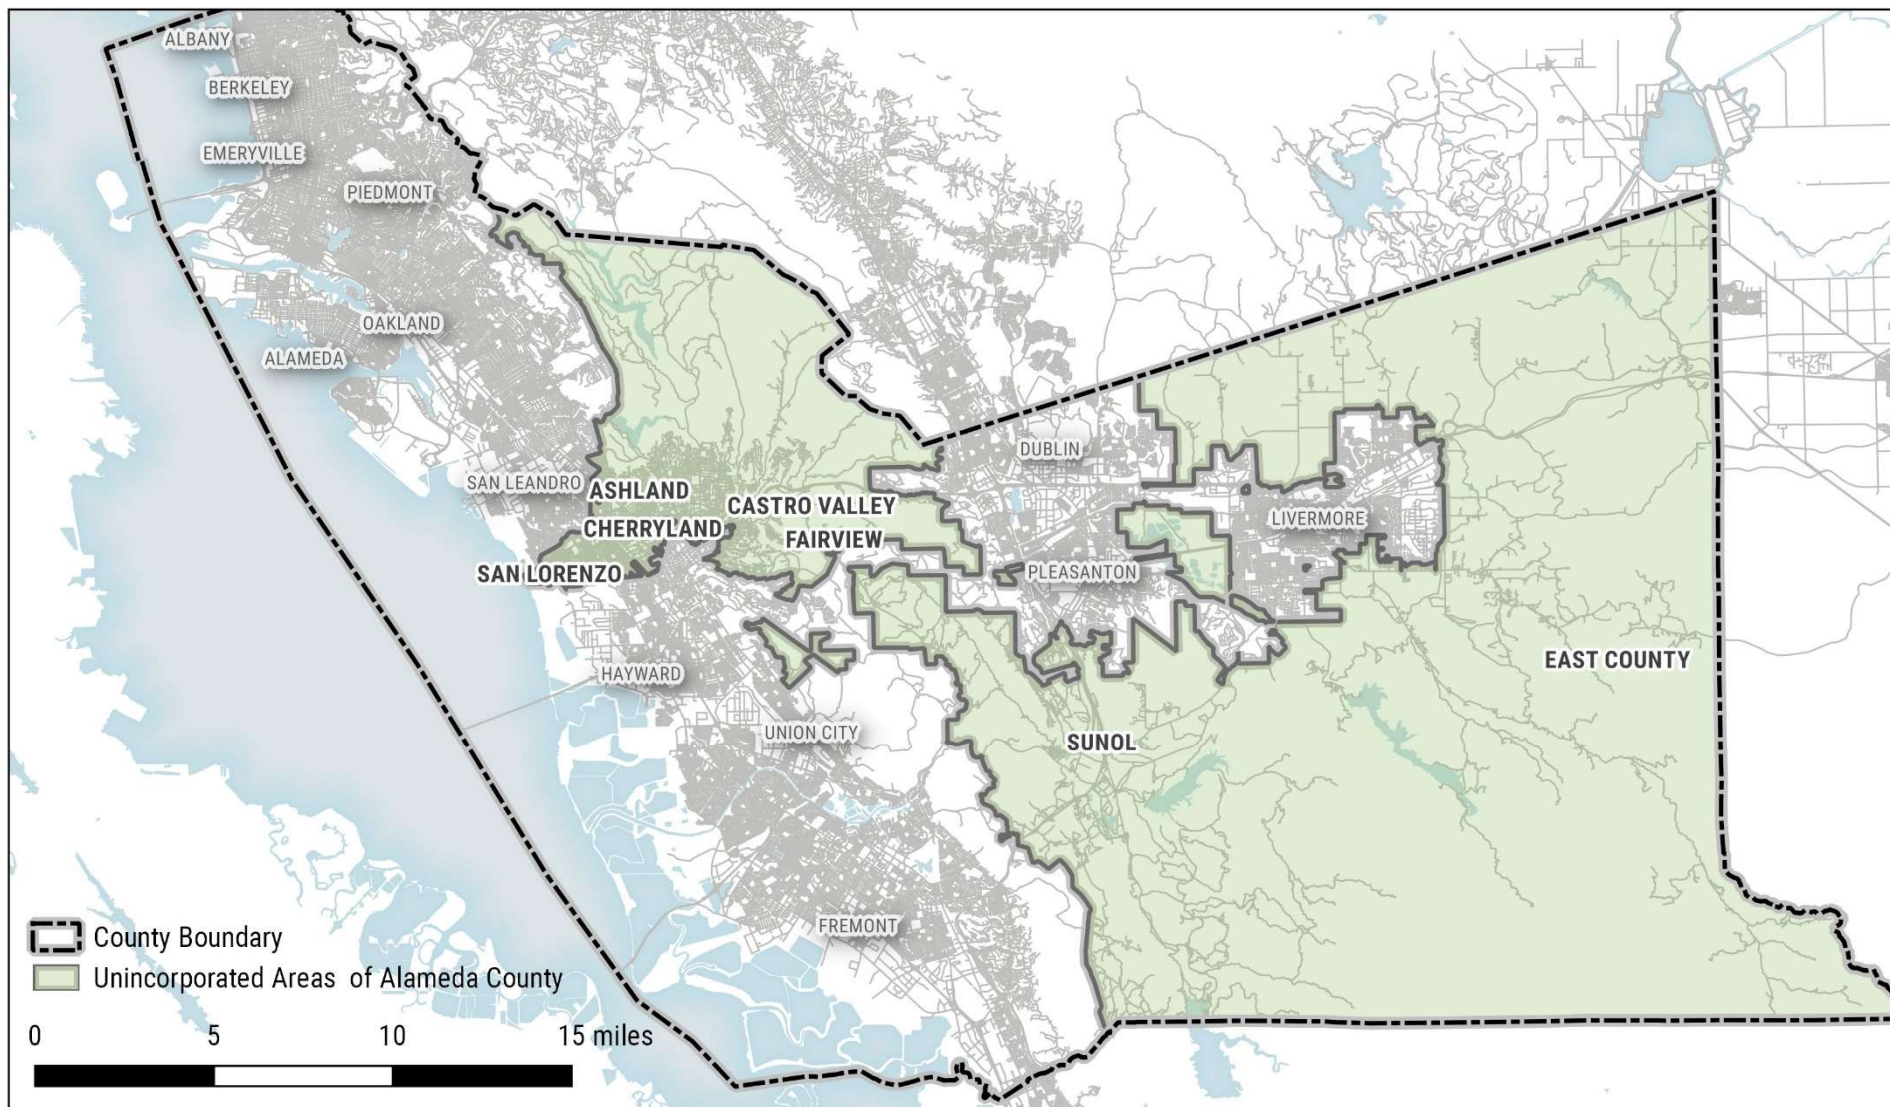 ALBANY
BERKELEY
EMERYVILLE
PIEDMONT
OAKLAND
ALAMEDA
DUBLIN
SAN LEANDRO
ASHLAND
CASTRO VALLEY
CHERRYLAND
FAIRVIEW
LIVERMORE
SAN LORENZO
PLEASANTON
EAST COUNTY
HAYWARD
UNION CITY
SUNOL
FREMONT
County Boundary
Unincorporated Areas of Alameda County
0 5 10 15 miles